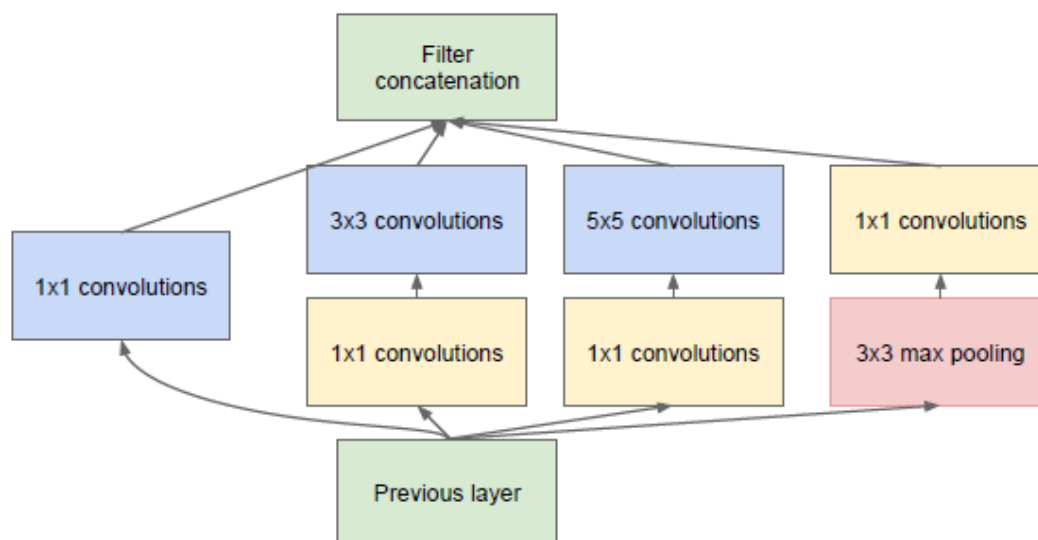 Filter
concatenation
3x3 convolutions
5x5 convolutions
1x1 convolutions
1x1 convolutions
1x1 convolutions
1x1 convolutions
3x3 max pooling
Previous layer